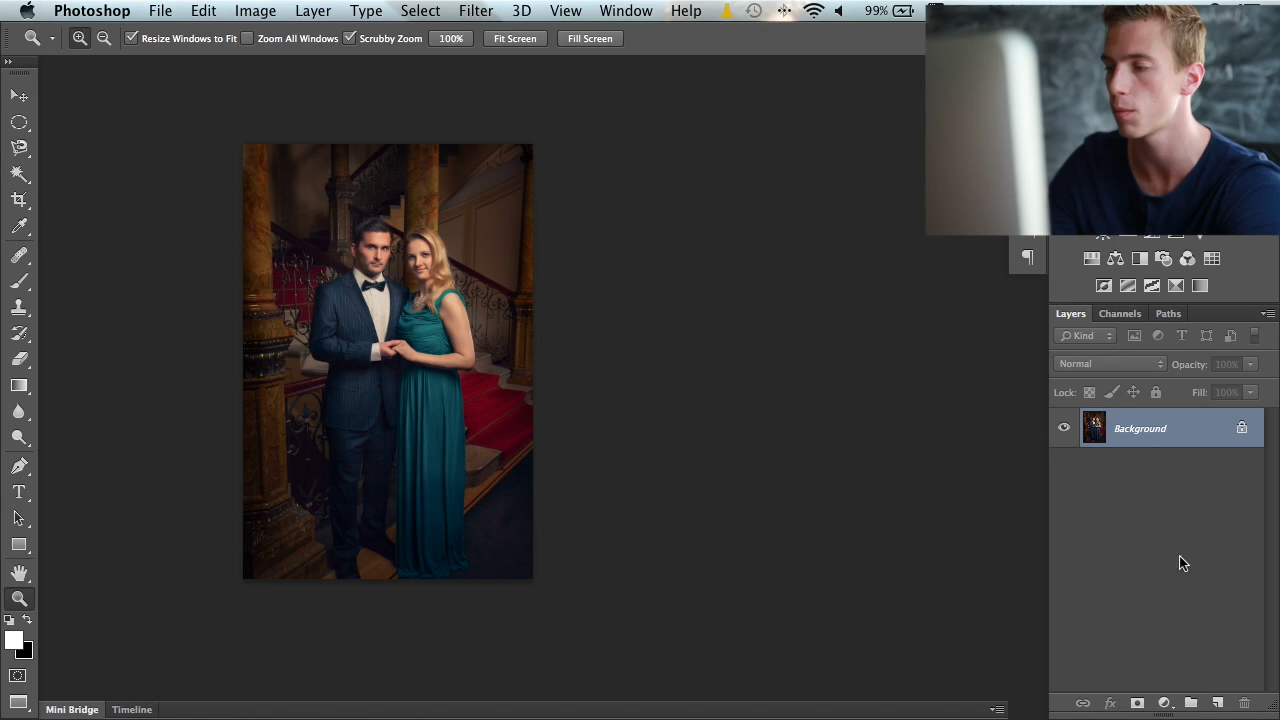 Photoshop File Edit Image Layer Type Select Filter 3D View Window Help 99%
Resize Windows to Fit Zoom All Windows Scrubby Zoom 100% Fit Screen Fill Screen
Layers Channels Paths
Kind
Normal Opacity: 100%
Lock: Fill: 100%
Background
Mini Bridge Timeline